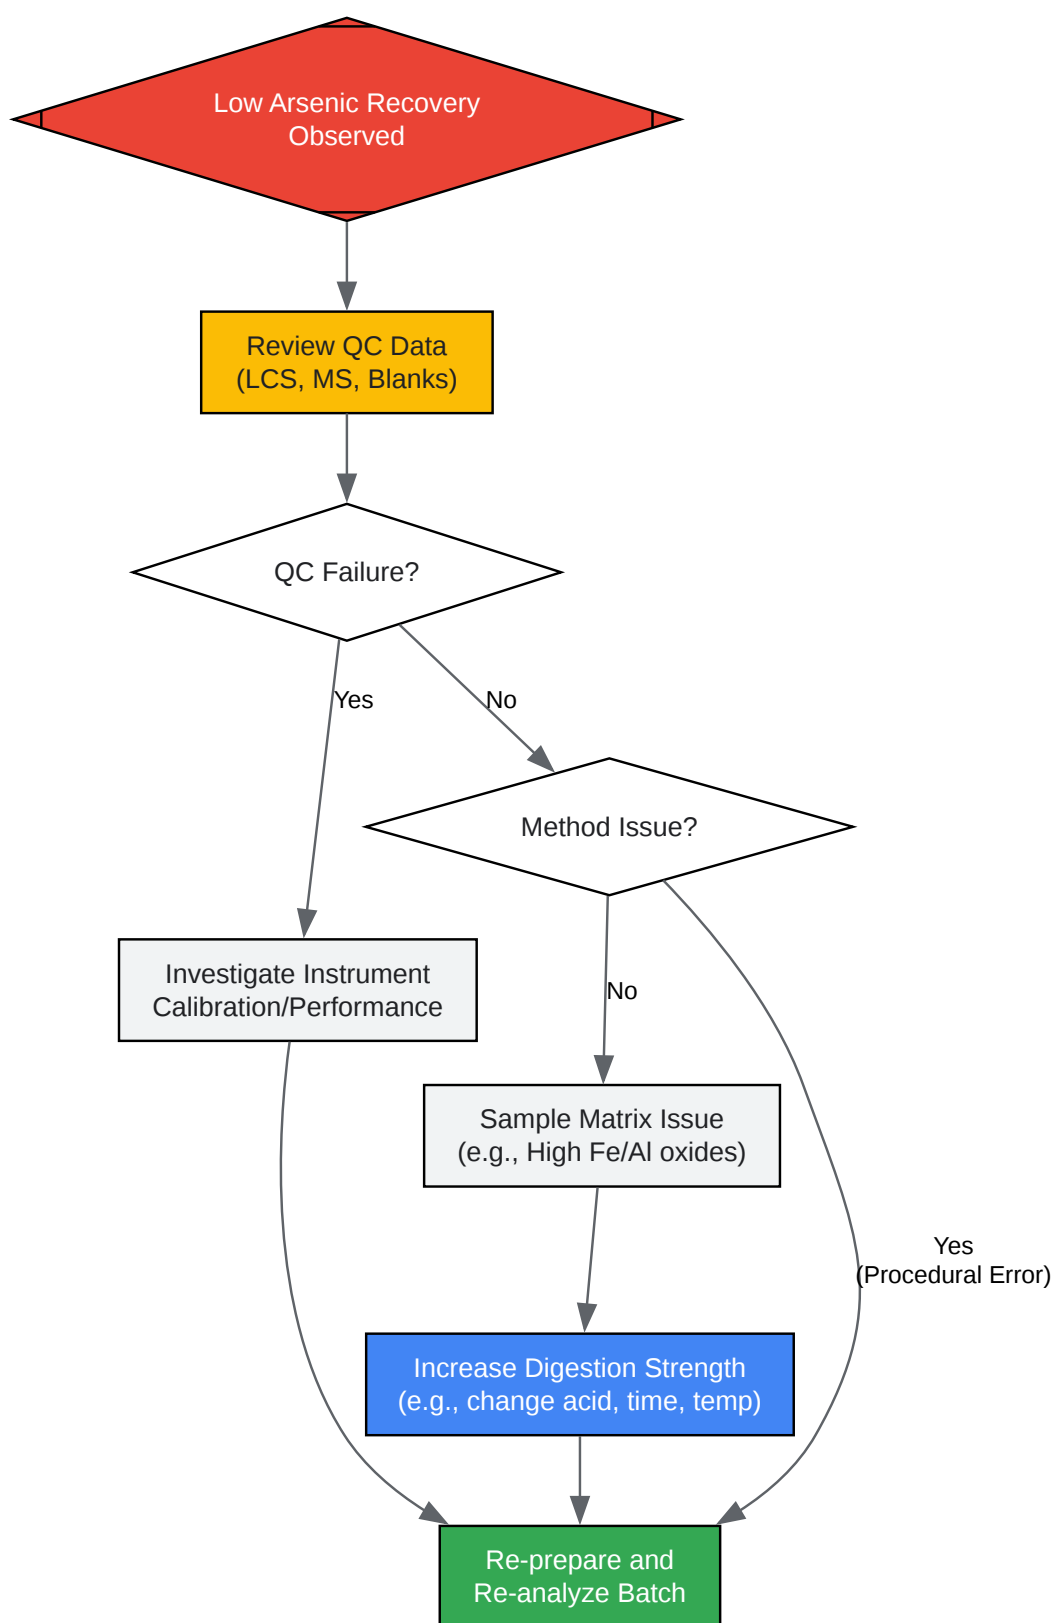 Low Arsenic Recovery
Observed
Review QC Data
(LCS, MS, Blanks)
QC Failure?
Yes
No
Method Issue?
Investigate Instrument
Calibration/Performance
No
Sample Matrix Issue
(e.g., High Fe/Al oxides)
Yes
(Procedural Error)
Increase Digestion Strength
(e.g., change acid, time, temp)
Re-prepare and
Re-analyze Batch